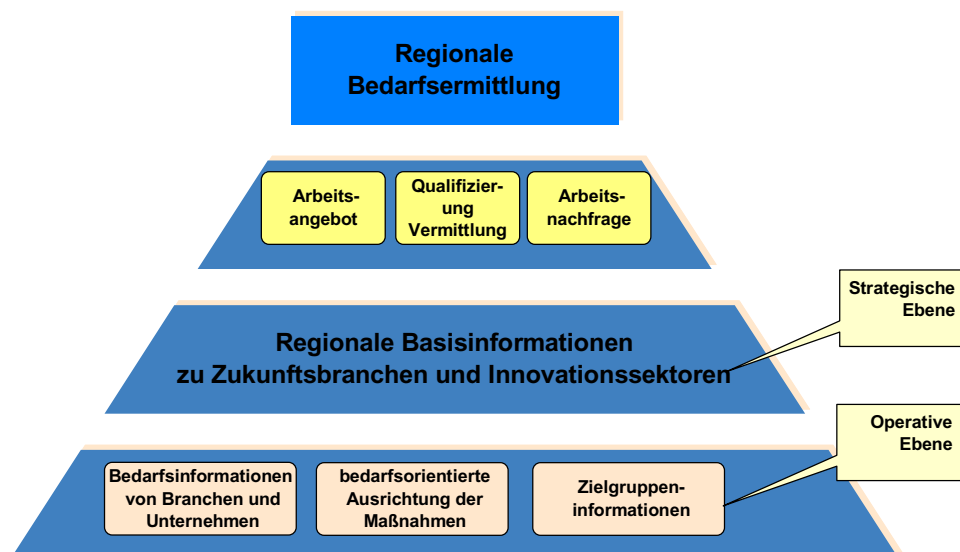 Regionale
Bedarfsermittlung
Arbeits-
angebot
Qualifizier-
ung
Vermittlung
Arbeits-
nachfrage
Strategische
Ebene
Regionale Basisinformationen
zu Zukunftsbranchen und Innovationssektoren
Operative
Ebene
Bedarfsinformationen
von Branchen und
Unternehmen
bedarfsorientierte
Ausrichtung der
Maßnahmen
Zielgruppen-
informationen